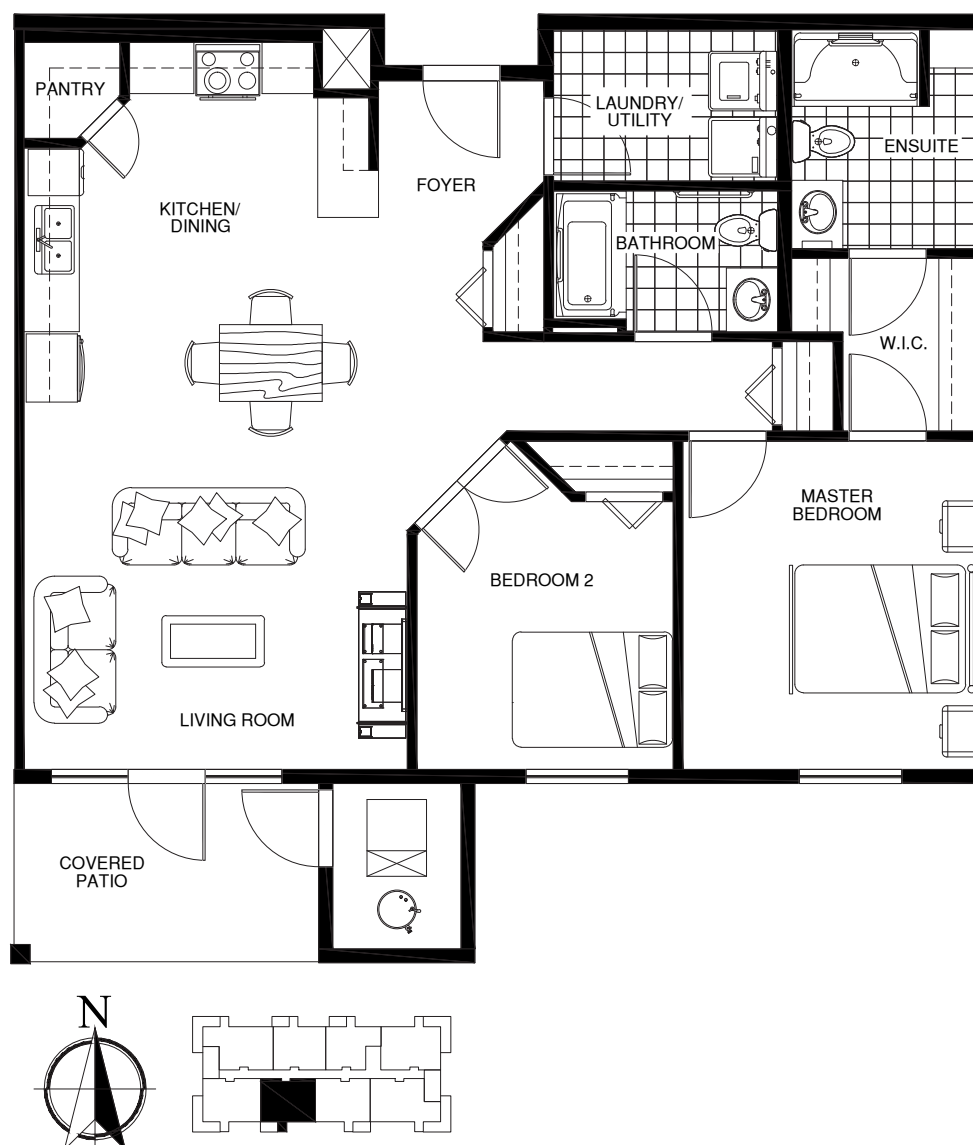 PANTRY
LAUNDRY/
UTILITY
ENSUITE
FOYER
KITCHEN/
DINING
BATHROOM
W.I.C.
MASTER
BEDROOM
BEDROOM 2
LIVING ROOM
COVERED
PATIO
N